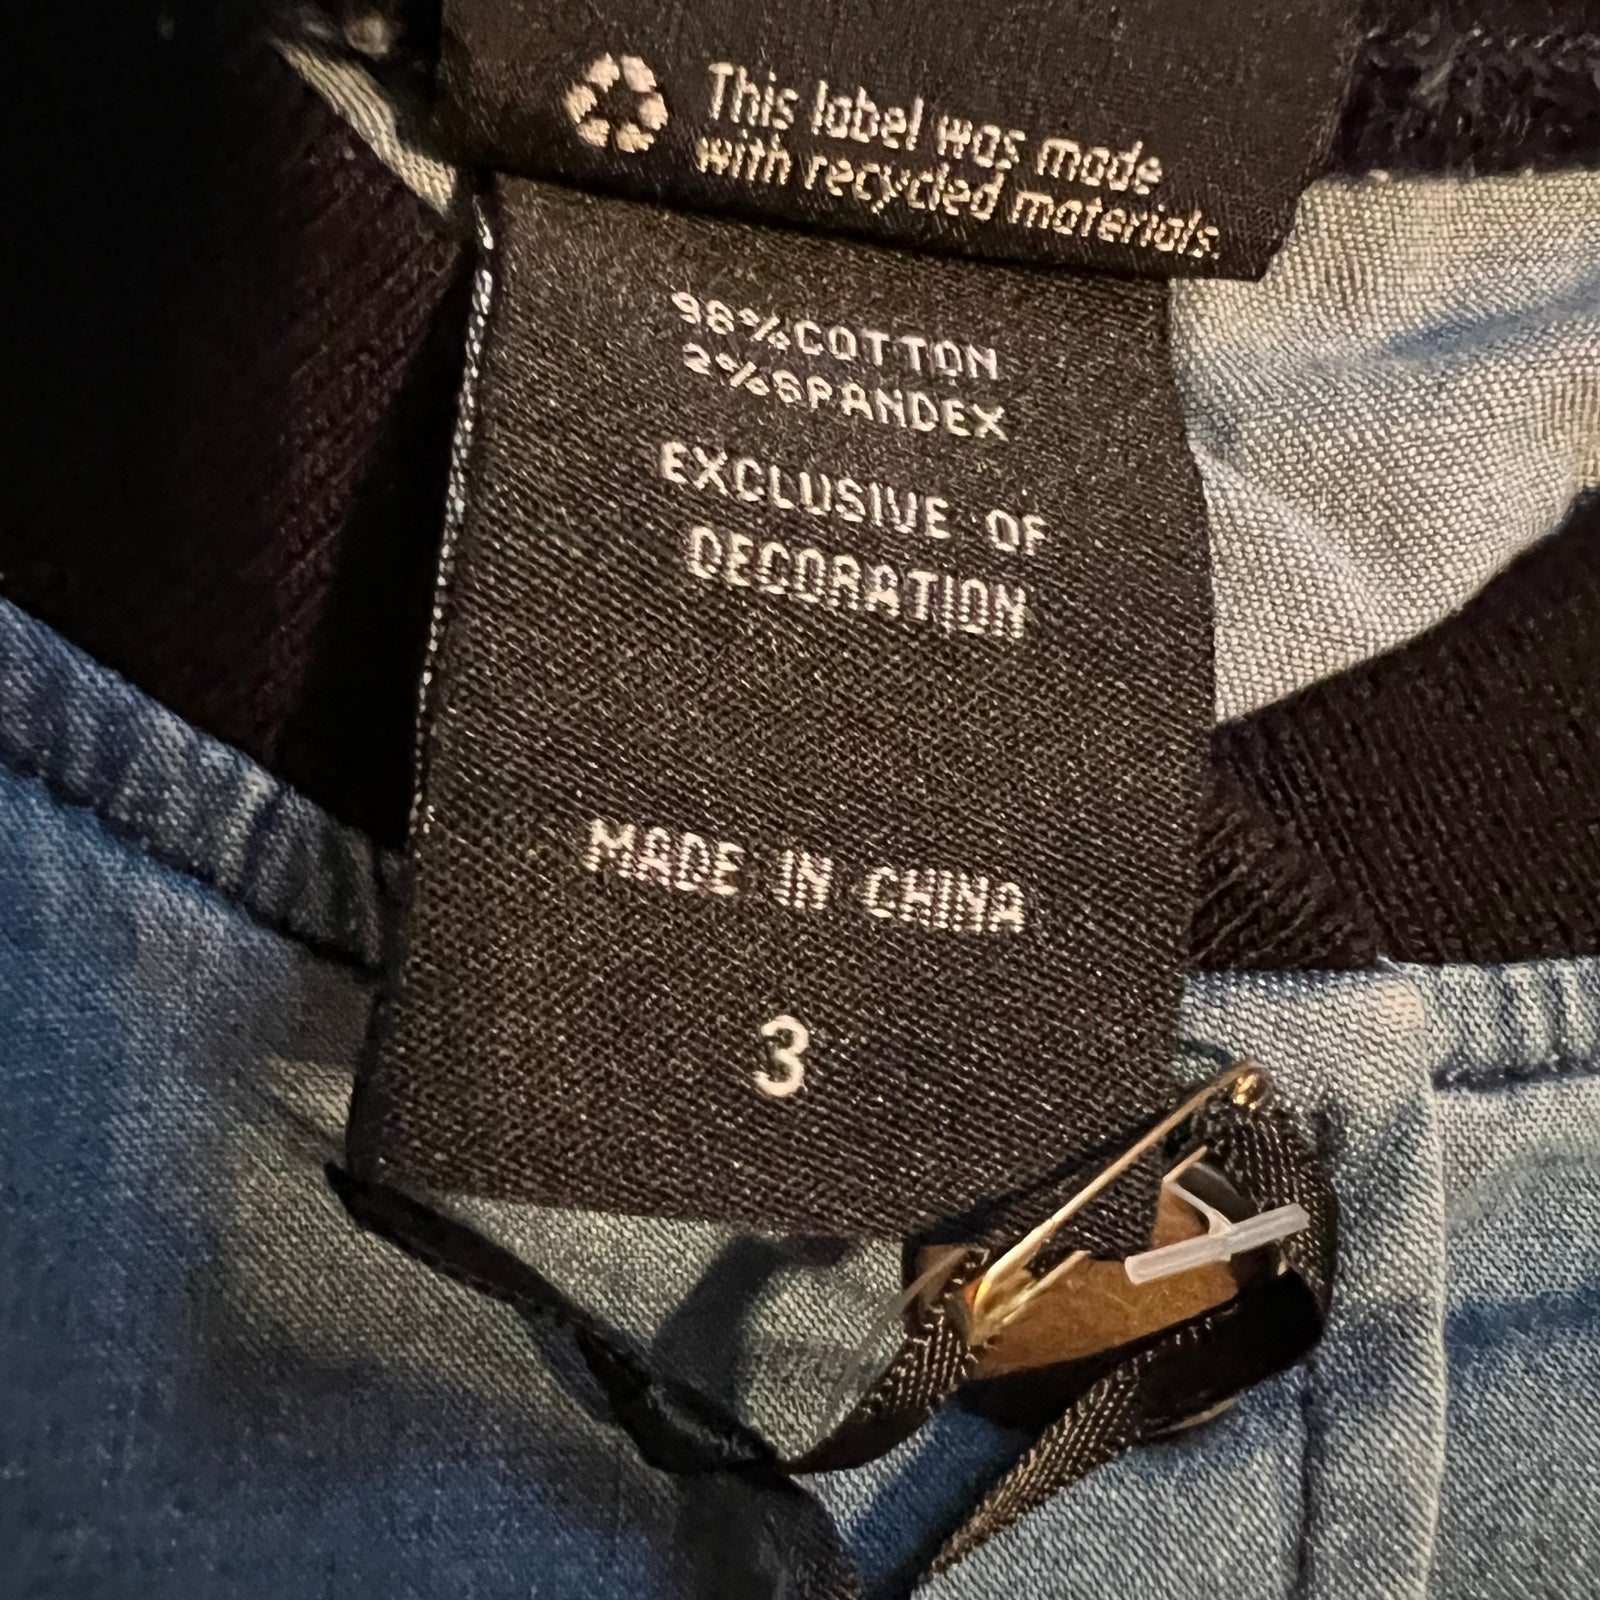 This label was made
with recycled materials.
98%COTTON
2%SPANDEX
EXCLUSIVE OF
DECORATION
MADE IN CHINA
3